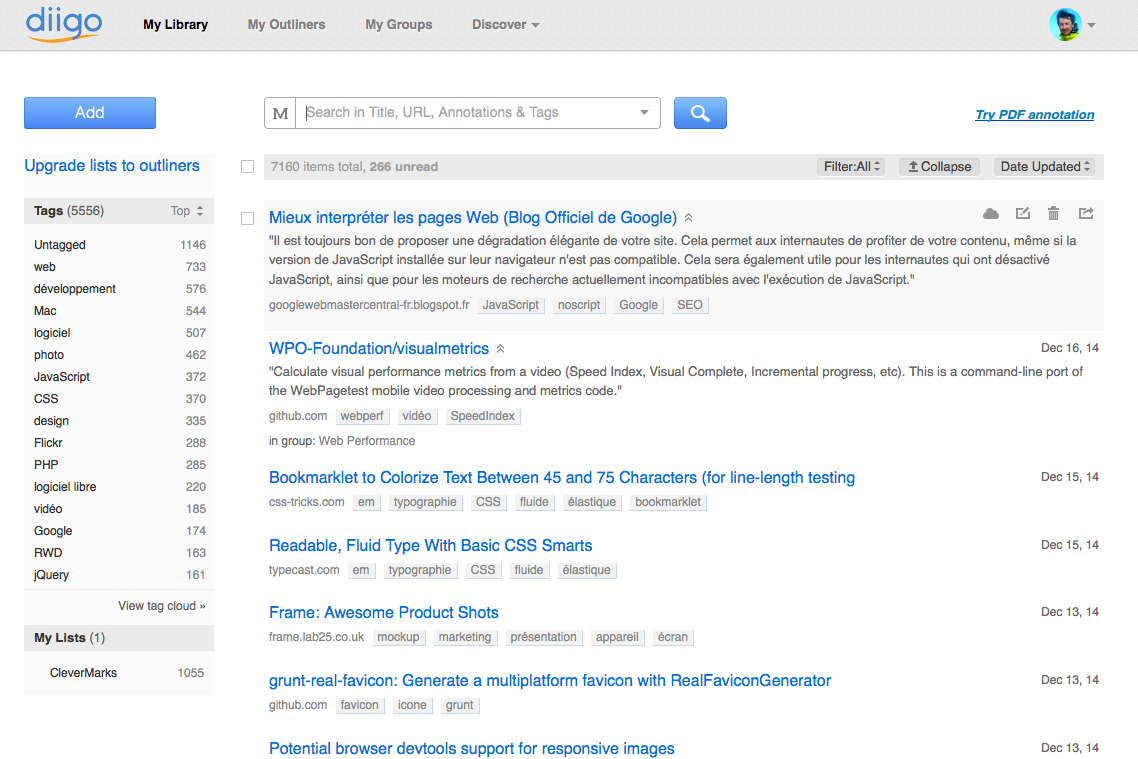 diigo
My Library My Outliners My Groups Discover
Add
M Search in Title, URL, Annotations & Tags
Try PDF annotation
Upgrade lists to outliners
Tags (5556) Top
Untagged 1146
web 733
développement 576
Mac 544
logiciel 507
photo 462
JavaScript 372
CSS 370
design 335
Flickr 288
PHP 285
logiciel libre 220
vidéo 185
Google 174
RWD 163
jQuery 161
View tag cloud »
My Lists (1)
CleverMarks 1055
7160 items total, 266 unread Filter:All Collapse Date Updated
Mieux interpréter les pages Web (Blog Officiel de Google)
"Il est toujours bon de proposer une dégradation élégante de votre site. Cela permet aux internautes de profiter de votre contenu, même si la
version de JavaScript installée sur leur navigateur n'est pas compatible. Cela sera également utile pour les internautes qui ont désactivé
JavaScript, ainsi que pour les moteurs de recherche actuellement incompatibles avec l'exécution de JavaScript."
googlewebmastercentral-fr.blogspot.fr JavaScript noscript Google SEO
WPO-Foundation/visualmetrics Dec 16, 14
"Calculate visual performance metrics from a video (Speed Index, Visual Complete, Incremental progress, etc). This is a command-line port of
the WebPagetest mobile video processing and metrics code."
github.com webperf vidéo SpeedIndex
in group: Web Performance
Bookmarklet to Colorize Text Between 45 and 75 Characters (for line-length testing Dec 15, 14
css-tricks.com em typographie CSS fluide élastique bookmarklet
Readable, Fluid Type With Basic CSS Smarts Dec 15, 14
typecast.com em typographie CSS fluide élastique
Frame: Awesome Product Shots Dec 13, 14
frame.lab25.co.uk mockup marketing présentation appareil écran
grunt-real-favicon: Generate a multiplatform favicon with RealFaviconGenerator Dec 13, 14
github.com favicon icone grunt
Potential browser devtools support for responsive images Dec 13, 14